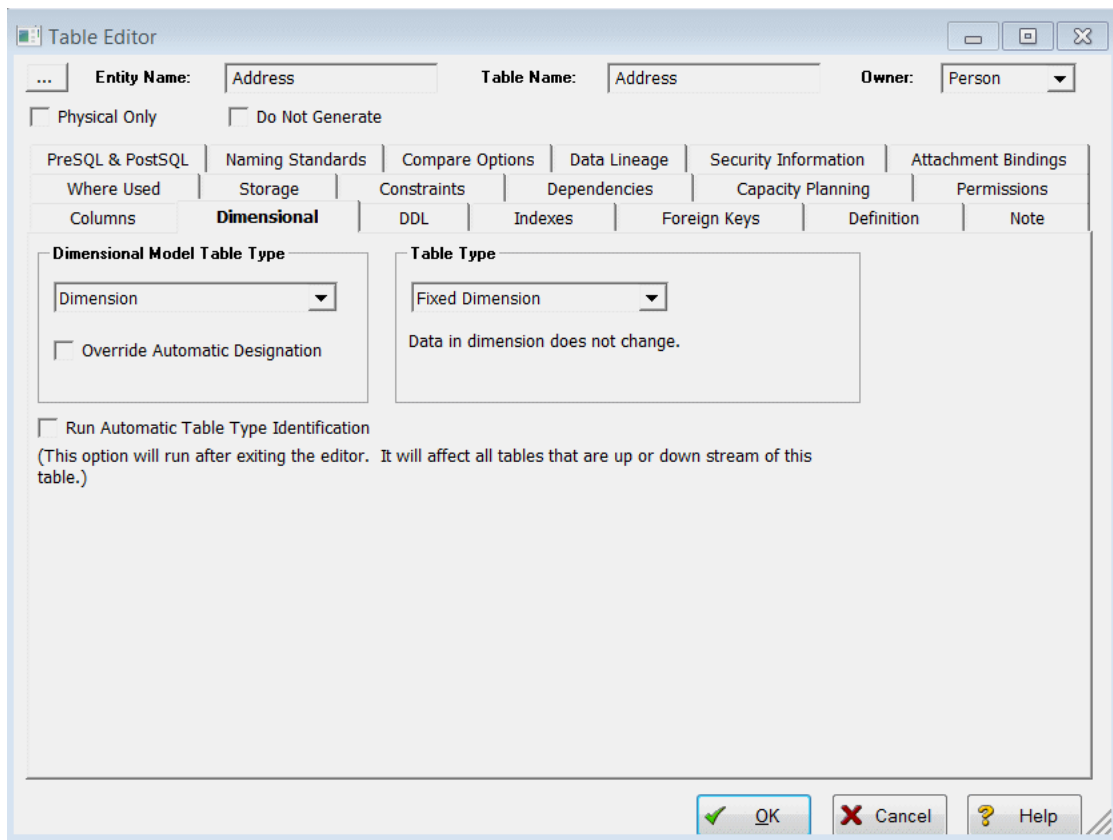 Table Editor
... Entity Name: Address Table Name: Address Owner: Person
Physical Only Do Not Generate
PreSQL & PostSQL Naming Standards Compare Options Data Lineage Security Information Attachment Bindings
Where Used Storage Constraints Dependencies Capacity Planning Permissions
Columns Dimensional DDL Indexes Foreign Keys Definition Note
Dimensional Model Table Type Table Type
Dimension Fixed Dimension
Data in dimension does not change.
Override Automatic Designation
Run Automatic Table Type Identification
(This option will run after exiting the editor. It will affect all tables that are up or down stream of this
table.)
OK Cancel Help